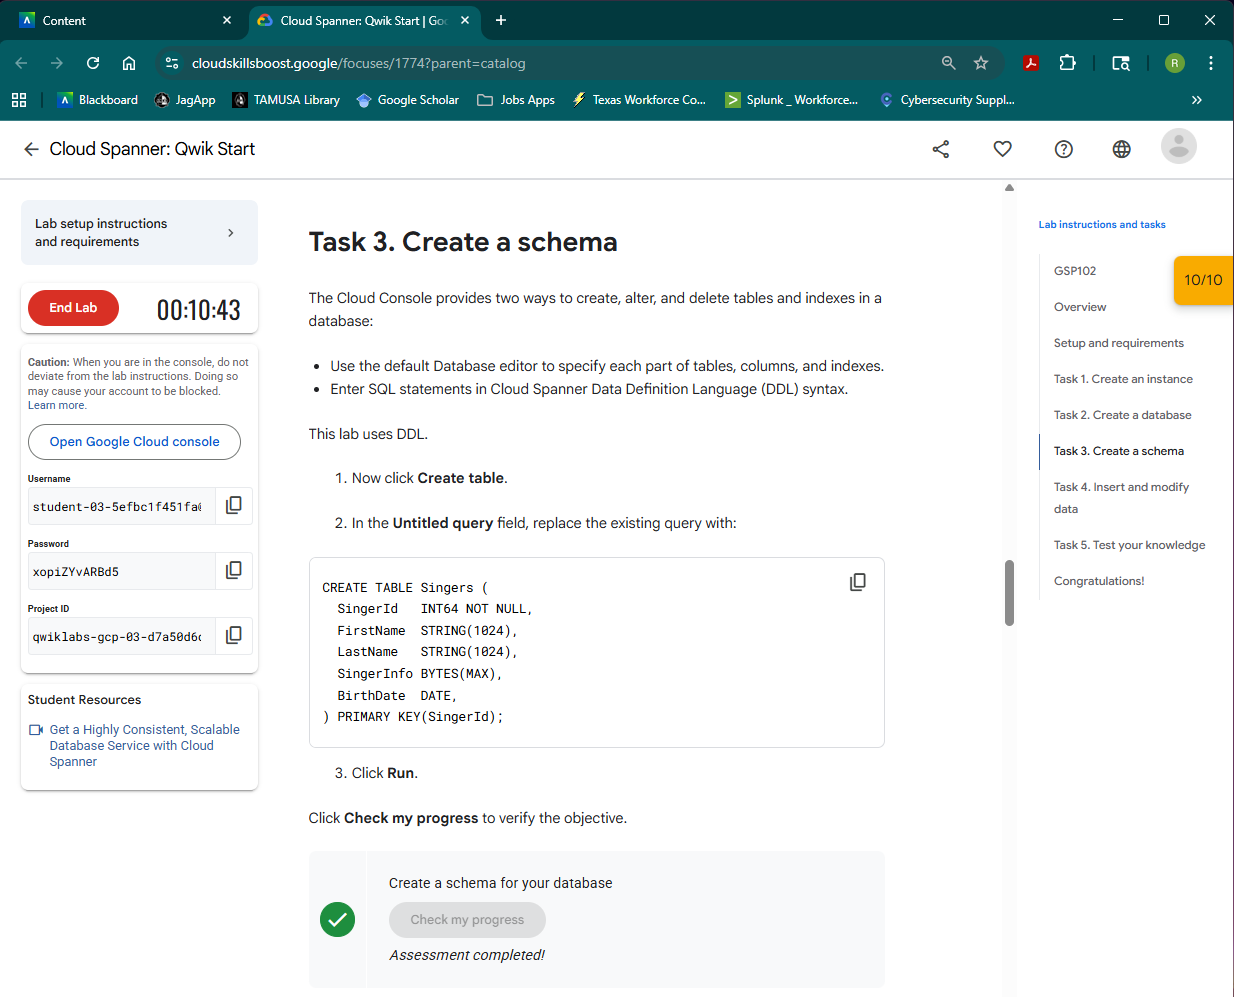 Content
Cloud Spanner: Qwik Start | Goo
cloudskillsboost.google/focuses/1774?parent=catalog
R
Blackboard
JagApp
TAMUSA Library
Google Scholar
Jobs Apps
Texas Workforce Co...
Splunk _ Workforce...
Cybersecurity Suppl...
Cloud Spanner: Qwik Start
Lab setup instructions
and requirements
End Lab
00:10:43
Caution: When you are in the console, do not
deviate from the lab instructions. Doing so
may cause your account to be blocked.
Learn more.
Open Google Cloud console
Username
student-03-5efbc1f451fa
Password
xopiZYvARBd5
Project ID
qwiklabs-gcp-03-d7a50d6
Student Resources
Get a Highly Consistent, Scalable
Database Service with Cloud
Spanner
Task 3. Create a schema
The Cloud Console provides two ways to create, alter, and delete tables and indexes in a
database:
• Use the default Database editor to specify each part of tables, columns, and indexes.
• Enter SQL statements in Cloud Spanner Data Definition Language (DDL) syntax.
This lab uses DDL.
1. Now click Create table.
2. In the Untitled query field, replace the existing query with:
CREATE TABLE Singers (
SingerId INT64 NOT NULL,
FirstName STRING(1024),
LastName STRING(1024),
SingerInfo BYTES(MAX),
BirthDate DATE,
) PRIMARY KEY(SingerId);
3. Click Run.
Click Check my progress to verify the objective.
Create a schema for your database
Check my progress
Assessment completed!
Lab instructions and tasks
GSP102
10/10
Overview
Setup and requirements
Task 1. Create an instance
Task 2. Create a database
Task 3. Create a schema
Task 4. Insert and modify
data
Task 5. Test your knowledge
Congratulations!